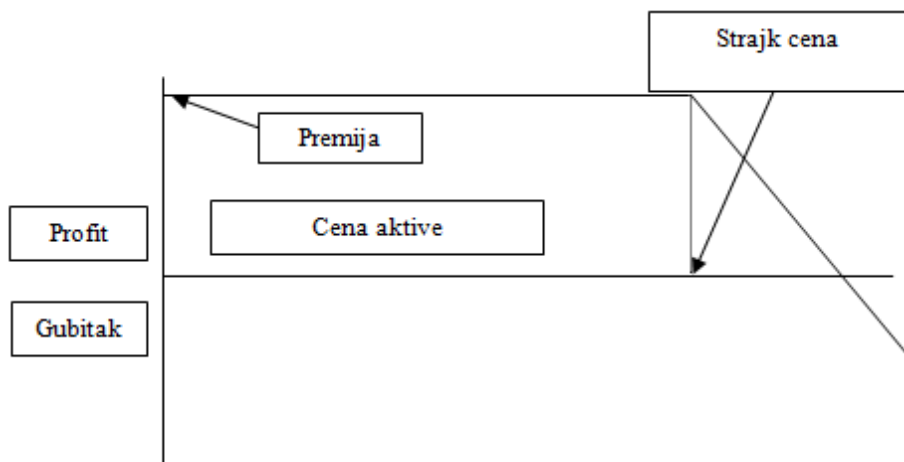 Strajk cena
Premija
Cena aktive
Profit
Gubitak